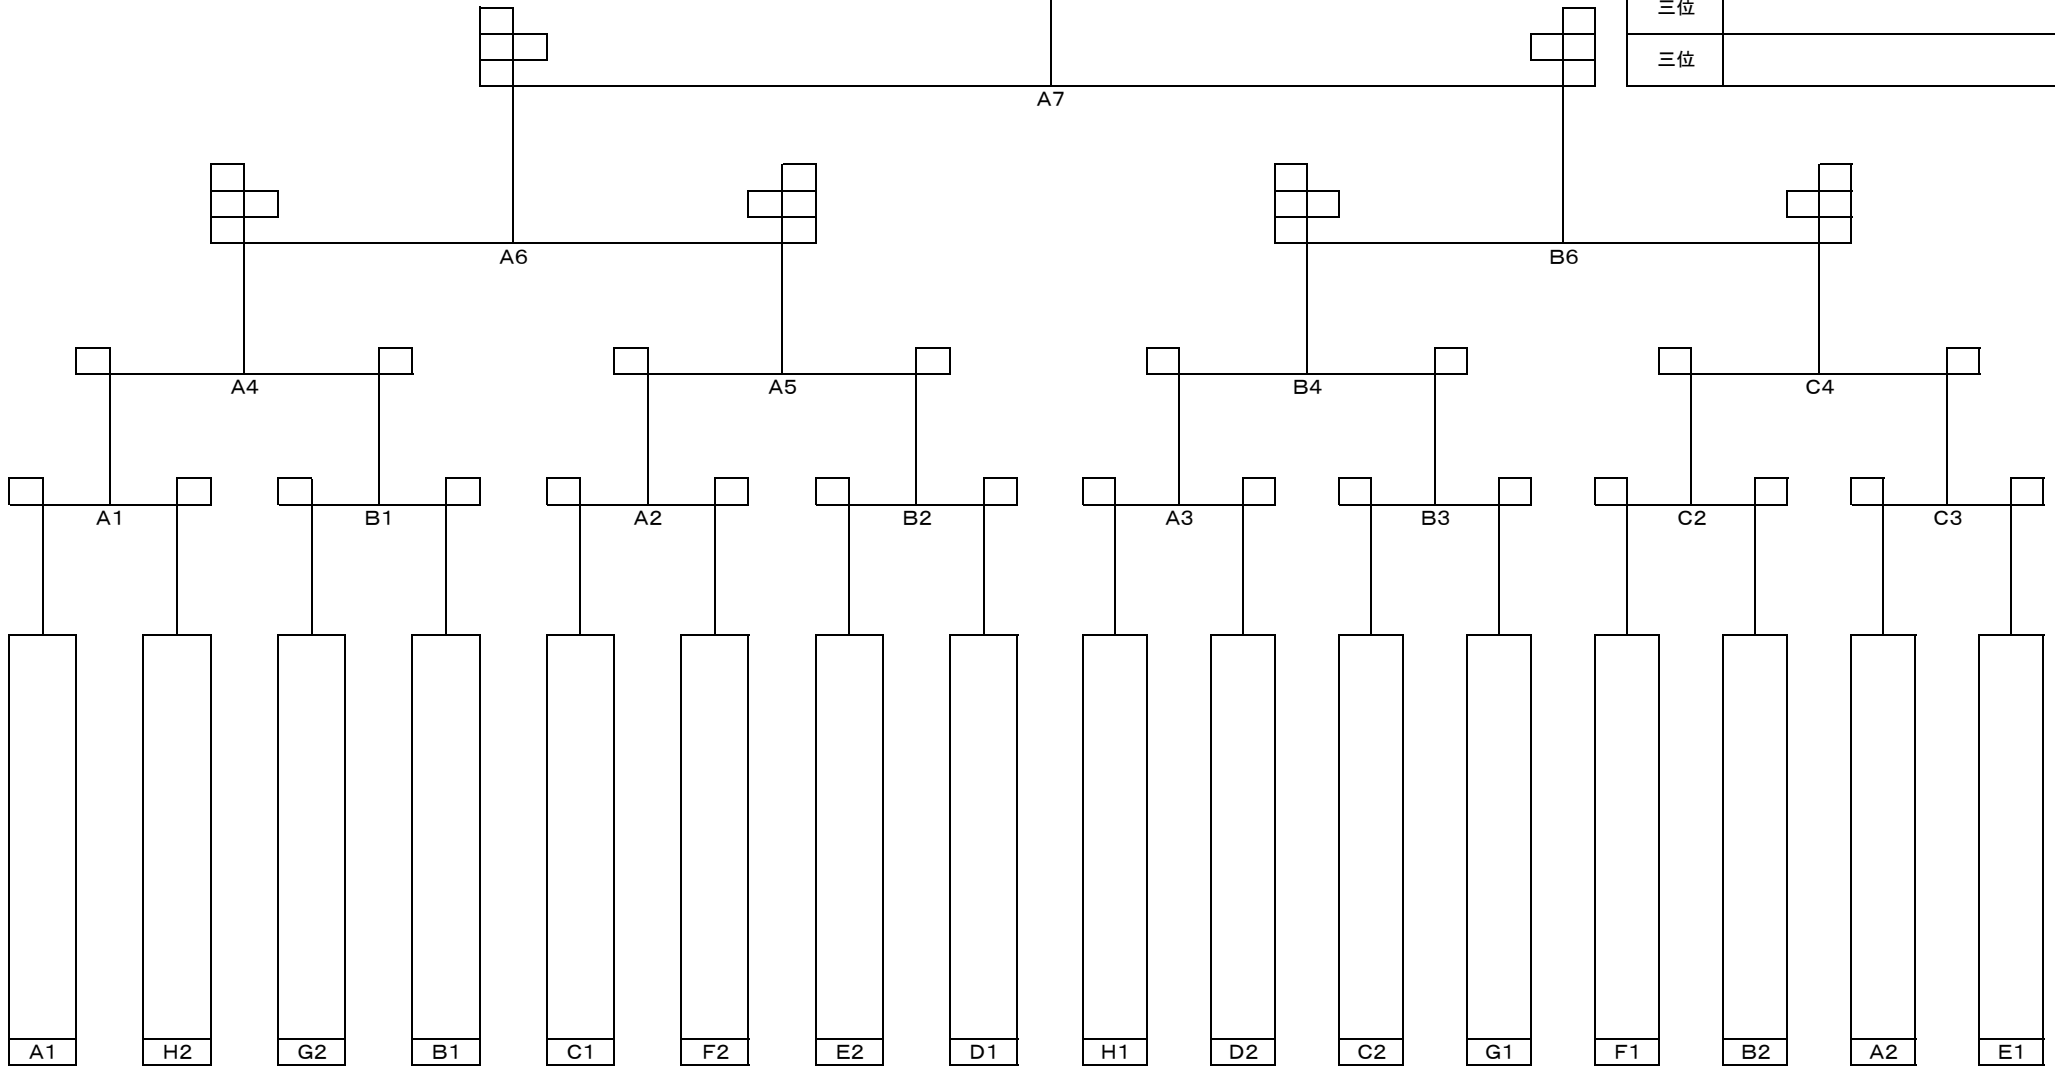 三位
三位
A7
A6 B6
A4 A5 B4 C4
A1 B1 A2 B2 A3 B3 C2 C3
A1 H2 G2 B1 C1 F2 E2 D1 H1 D2 C2 G1 F1 B2 A2 E1